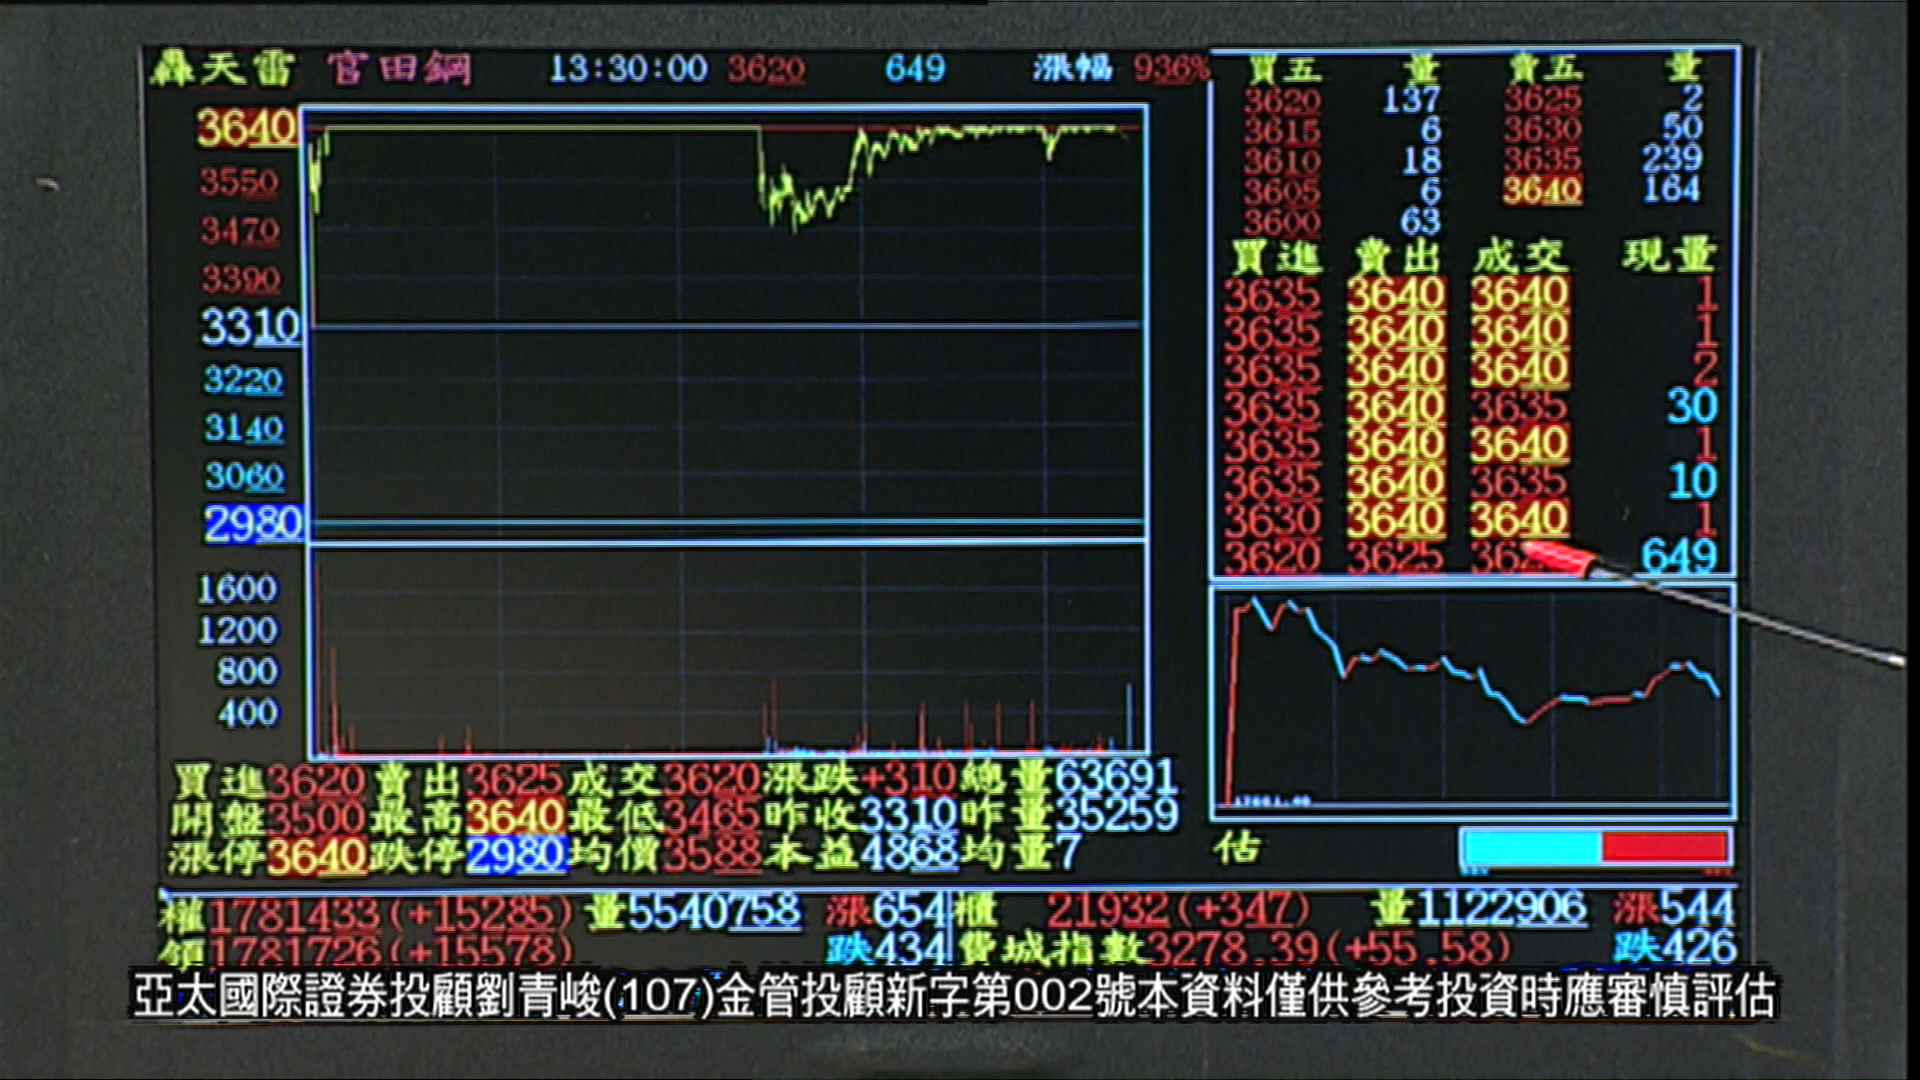 轟天雷 官田鋼 13:30:00 3620 649 漲幅 936%
買五 量 賣五 量
3620 137 3625 2
3615 6 3630 50
3610 18 3635 239
3605 6 3640 164
3600 63
買進 賣出 成交 現量
3635 3640 3640 1
3635 3640 3640 1
3635 3640 3640 2
3635 3640 3635 30
3635 3640 3640 1
3635 3640 3635 10
3630 3640 3640 1
3620 3625 649
3640
3550
3470
3390
3310
3220
3140
3060
2980
1600
1200
800
400
買進3620賣出3625成交3620漲跌+310總量63691
開盤3500最高3640最低3465昨收3310昨量35259
漲停3640跌停2980均價3588本益4868均量7
估
權1781433(+15285) 量5540758 漲654 櫃 21932(+347) 量1122906 漲544
領1781726(+15578) 跌434 費城指數3278.39(+55.58) 跌426
亞太國際證券投顧劉青峻(107)金管投顧新字第002號本資料僅供參考投資時應審慎評估